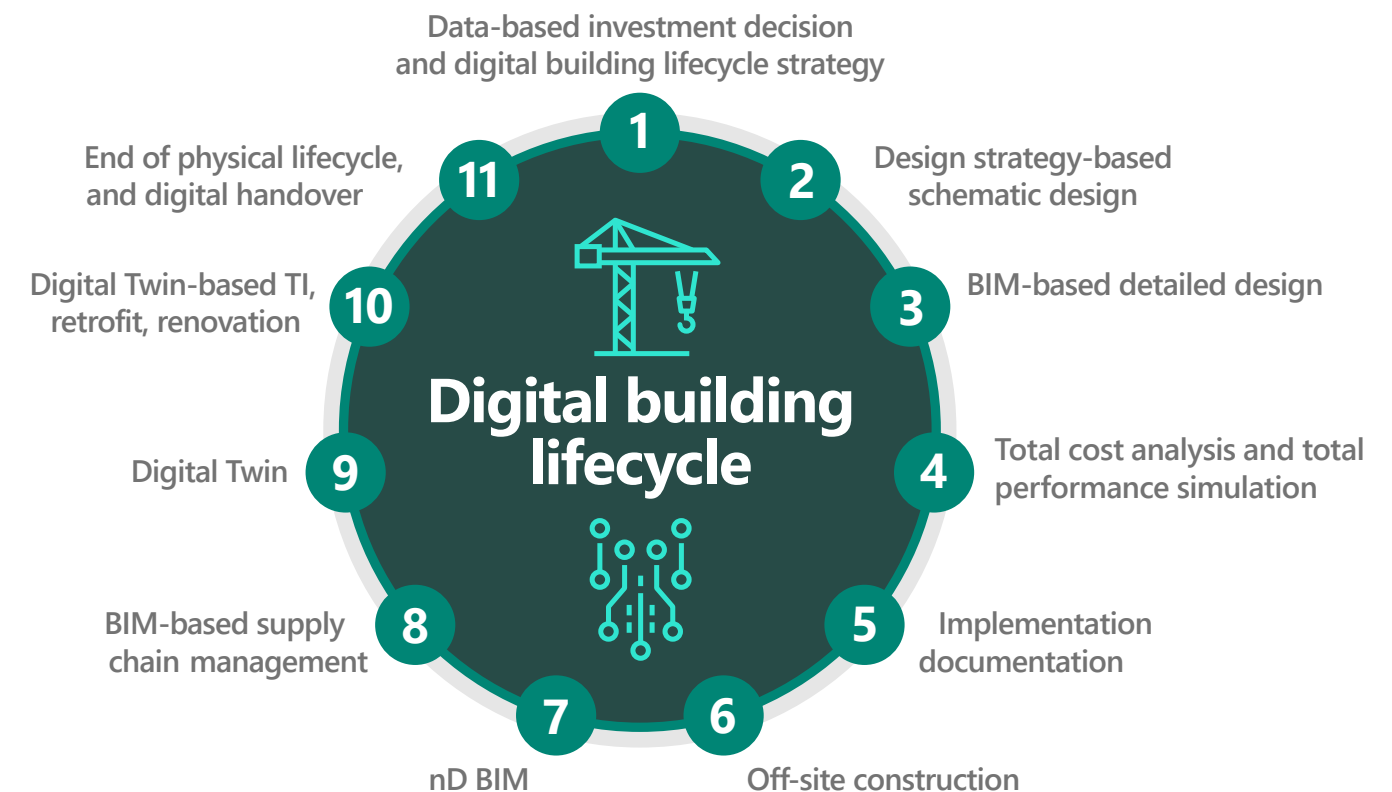 Data-based investment decision
and digital building lifecycle strategy
1
2
Design strategy-based
schematic design
3
BIM-based detailed design
4
Total cost analysis and total
performance simulation
5
Implementation
documentation
6
Off-site construction
7
nD BIM
8
BIM-based supply
chain management
9
Digital Twin
10
Digital Twin-based TI,
retrofit, renovation
11
End of physical lifecycle,
and digital handover
Digital building
lifecycle